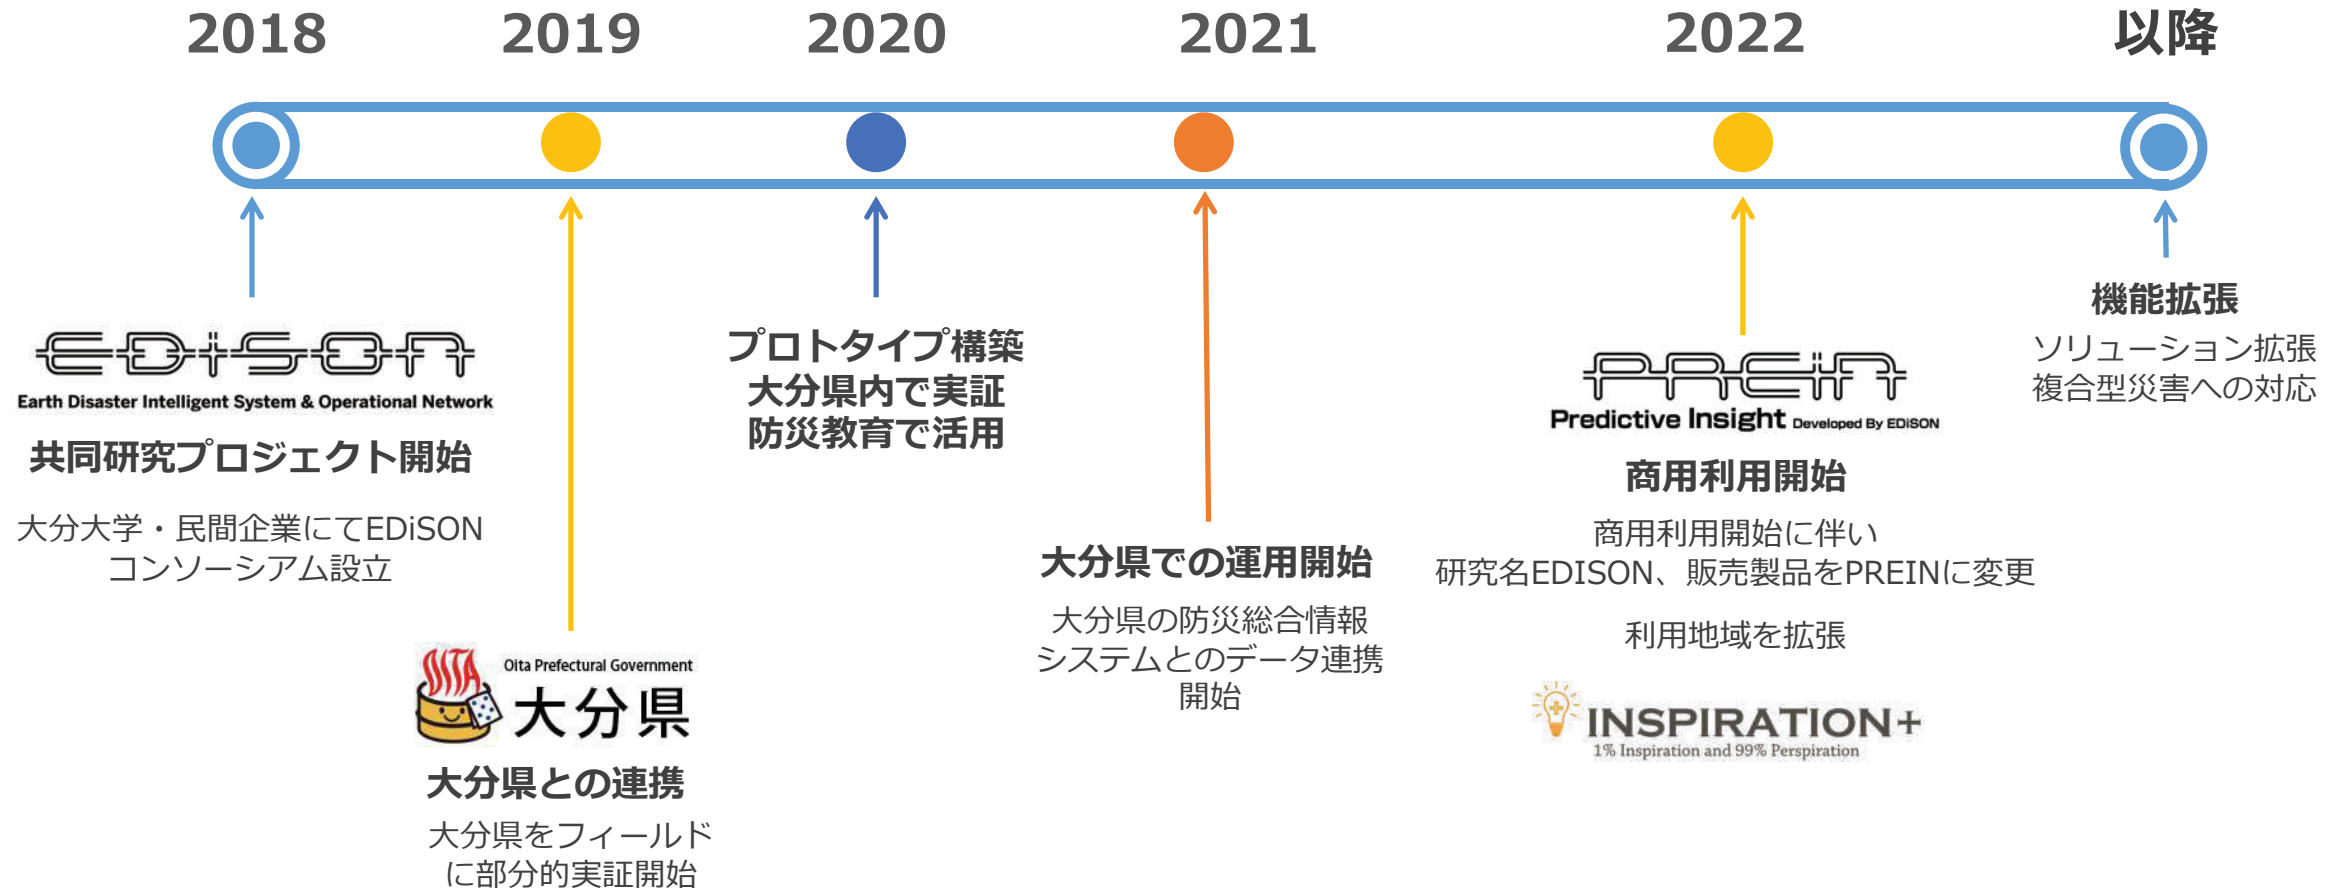 2018
2019
2020
2021
2022
以降
EDiSON
Earth Disaster Intelligent System & Operational Network
共同研究プロジェクト開始
大分大学・民間企業にてEDiSON
コンソーシアム設立
OITA
Oita Prefectural Government
大分県
大分県との連携
大分県をフィールド
に部分的実証開始
プロトタイプ構築
大分県内で実証
防災教育で活用
大分県での運用開始
大分県の防災総合情報
システムとのデータ連携
開始
PREiN
Predictive Insight Developed By EDiSON
商用利用開始
商用利用開始に伴い
研究名EDISON、販売製品をPREINに変更
利用地域を拡張
INSPIRATION+
1% Inspiration and 99% Perspiration
機能拡張
ソリューション拡張
複合型災害への対応